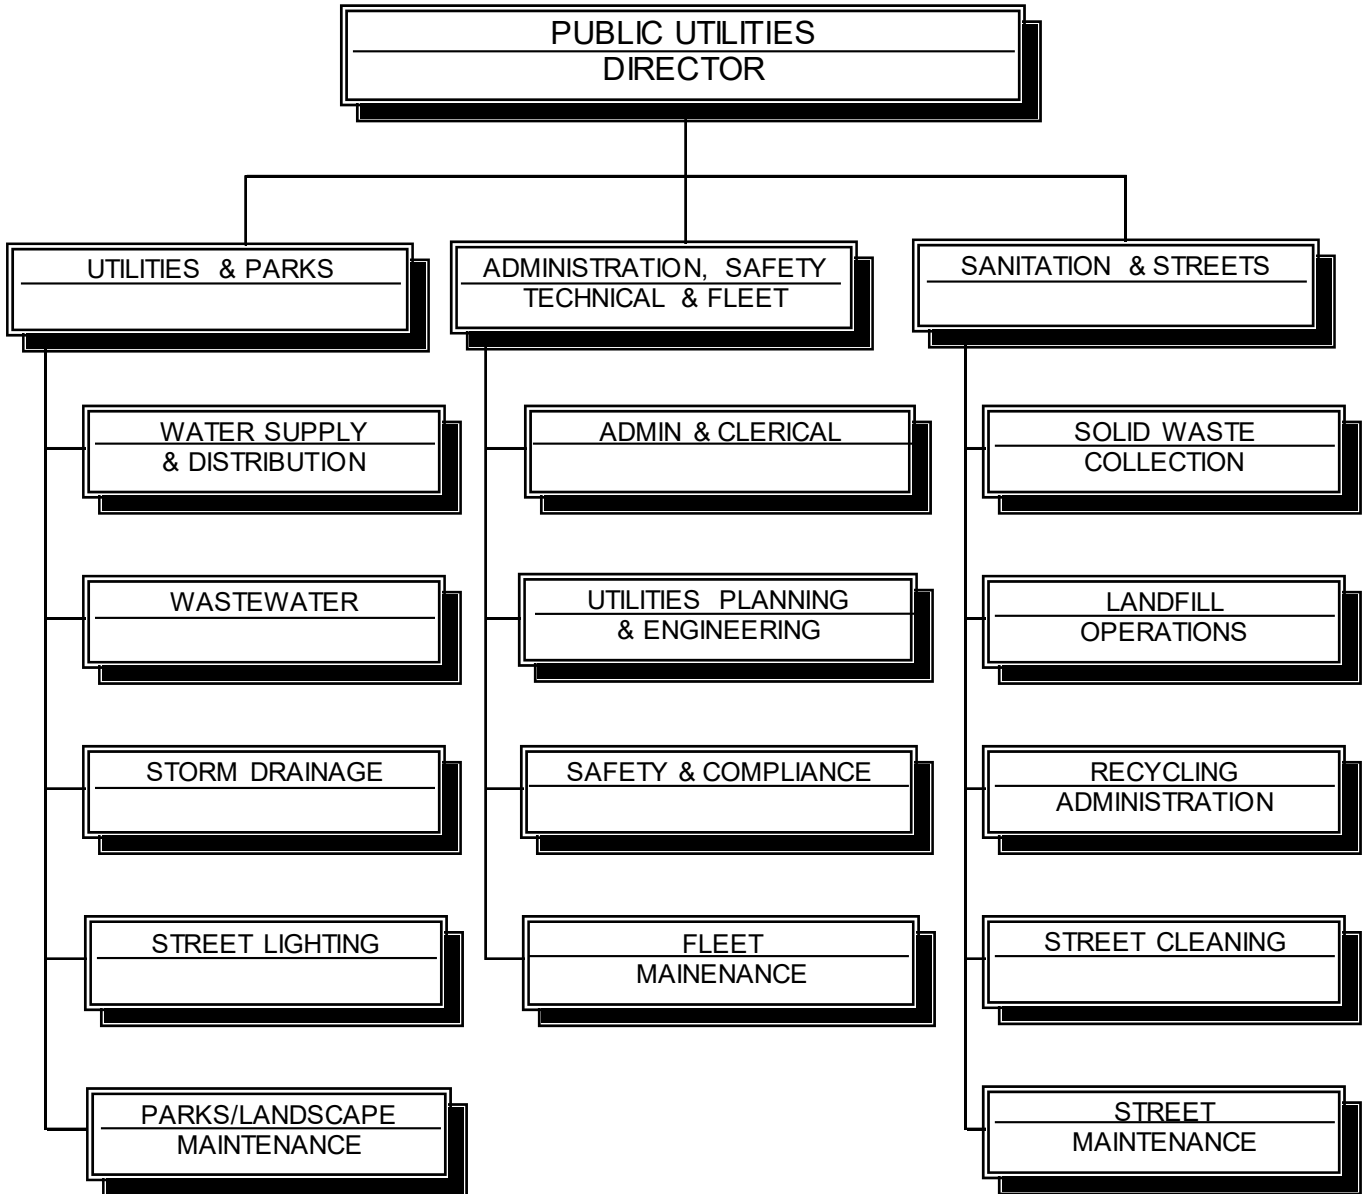 PUBLIC UTILITIES
DIRECTOR
UTILITIES & PARKS
ADMINISTRATION, SAFETY
TECHNICAL & FLEET
SANITATION & STREETS
WATER SUPPLY
& DISTRIBUTION
ADMIN & CLERICAL
SOLID WASTE
COLLECTION
WASTEWATER
UTILITIES PLANNING
& ENGINEERING
LANDFILL
OPERATIONS
STORM DRAINAGE
SAFETY & COMPLIANCE
RECYCLING
ADMINISTRATION
STREET LIGHTING
FLEET
MAINENANCE
STREET CLEANING
PARKS/LANDSCAPE
MAINTENANCE
STREET
MAINTENANCE